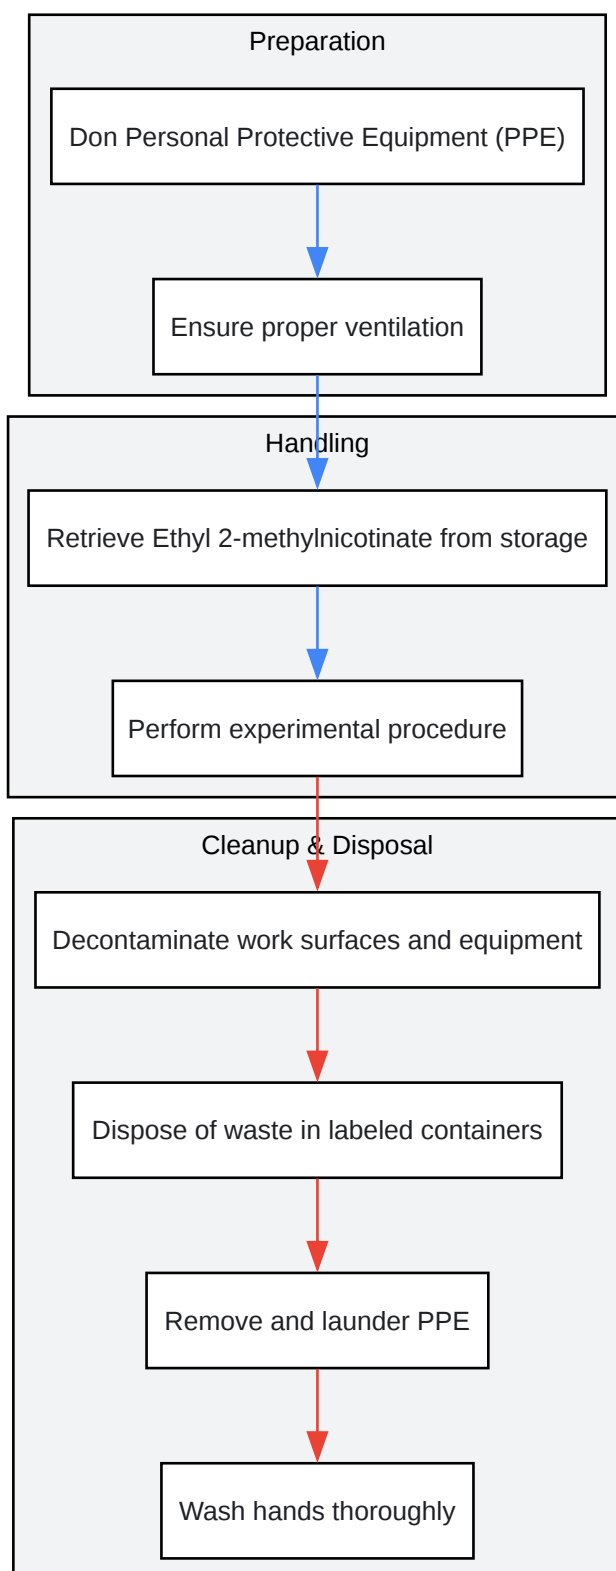 Preparation
Don Personal Protective Equipment (PPE)
Ensure proper ventilation
Handling
Retrieve Ethyl 2-methylnicotinate from storage
Perform experimental procedure
Cleanup & Disposal
Decontaminate work surfaces and equipment
Dispose of waste in labeled containers
Remove and launder PPE
Wash hands thoroughly